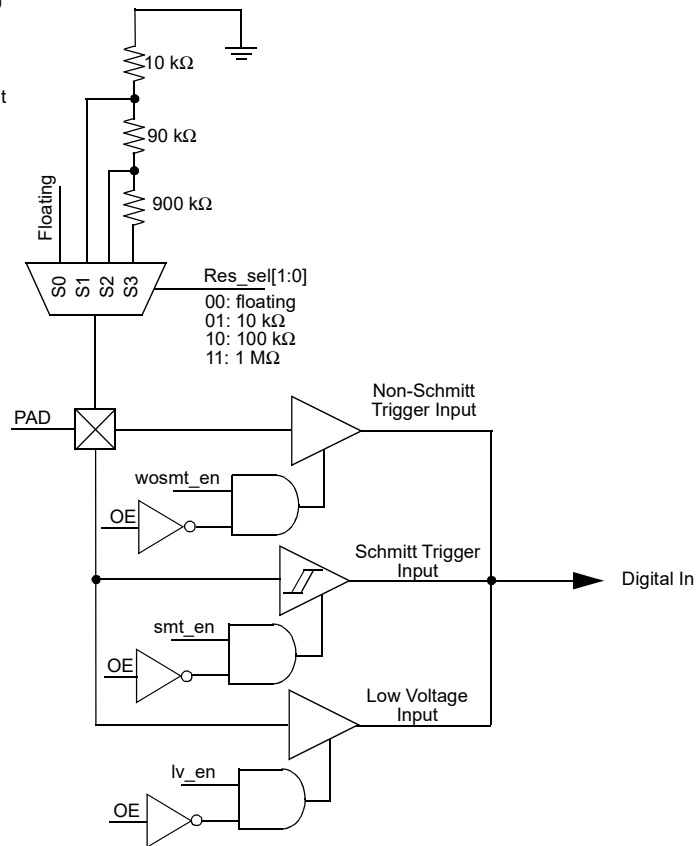 10 kΩ
t
90 kΩ
900 kΩ
Floating
S0
S1
S2
S3
Res_sel[1:0]
00: floating
01: 10 kΩ
10: 100 kΩ
11: 1 MΩ
Non-Schmitt
Trigger Input
PAD
wosmt_en
OE
Schmitt Trigger
Input
Digital In
smt_en
OE
Low Voltage
Input
lv_en
OE